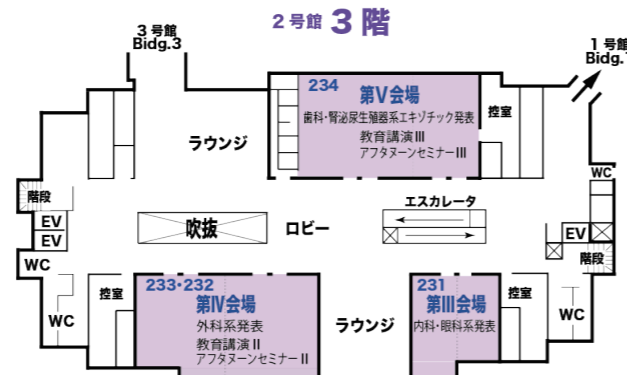 2号館 3階
3号館
Bidg.3
1号館
Bidg.1
234
第Ⅴ会場
歯科・腎泌尿生殖器系エキゾチック発表
教育講演Ⅲ
アフタヌーンセミナーⅢ
控室
ラウンジ
WC
階段
エスカレータ
EV
EV
吹抜
ロビー
EV
階段
WC
233・232
第Ⅳ会場
外科系発表
教育講演Ⅱ
アフタヌーンセミナーⅡ
控室
WC
ラウンジ
231
第Ⅲ会場
内科・眼科系発表
控室
WC